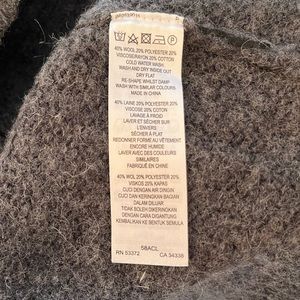 40% WOOL 20% POLYESTER 20%
VISCOSE/RAYON 20% COTTON
COLD WATER WASH
WASH AND DRY INSIDE OUT
DRY FLAT
RE-SHAPE WHILST DAMP
WASH WITH SIMILAR COLOURS
MADE IN CHINA
40% LAINE 20% POLYESTER 20%
VISCOSE 20% COTON
LAVAGE À FROID
LAVER ET SÉCHER SUR
L'ENVERS
SÉCHER À PLAT
REDONNER FORME AU VÊTEMENT
ENCORE HUMIDE
LAVER AVEC DES COULEURS
SIMILAIRES
FABRIQUÉ EN CHINE
40% WOL 20% POLYESTER 20%
VISKOS 20% KAPAS
CUCI DENGAN AIR DINGIN
CUCI DAN KERINGKAN BAGIAN
DALAM DILUAR
TIDAK BOLEH DIKERINGKAN
DENGAN DIGANTUNG
KEMBALIKAN KE BENTUK SEMULA
58ACL
RN 53372 CA 54338